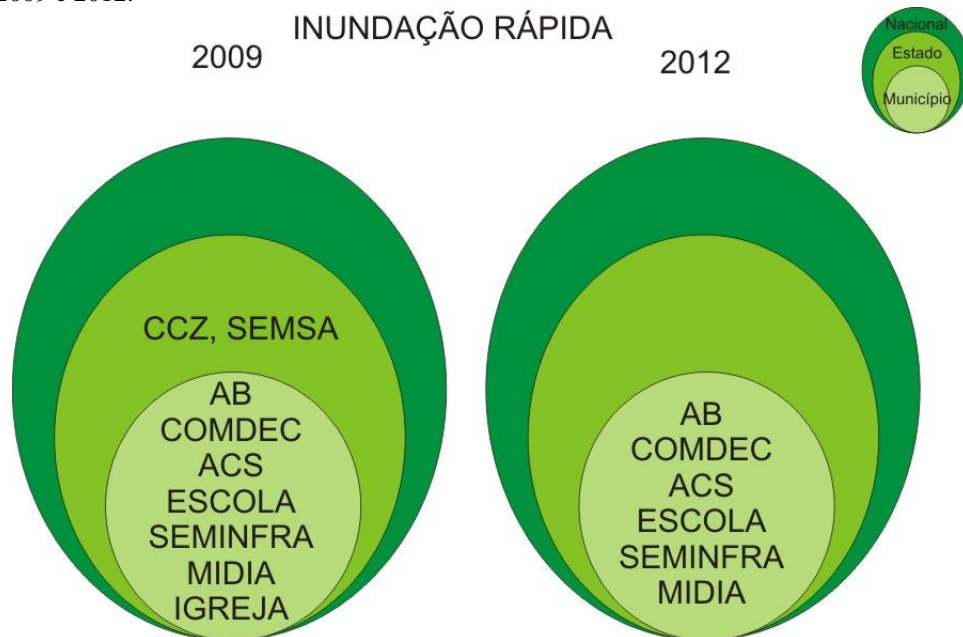 2009 e 2012.
INUNDAÇÃO RÁPIDA
2009
2012
Nacional
Estado
Município
CCZ, SEMSA
AB
COMDEC
ACS
ESCOLA
SEMINFRA
MIDIA
IGREJA
AB
COMDEC
ACS
ESCOLA
SEMINFRA
MIDIA